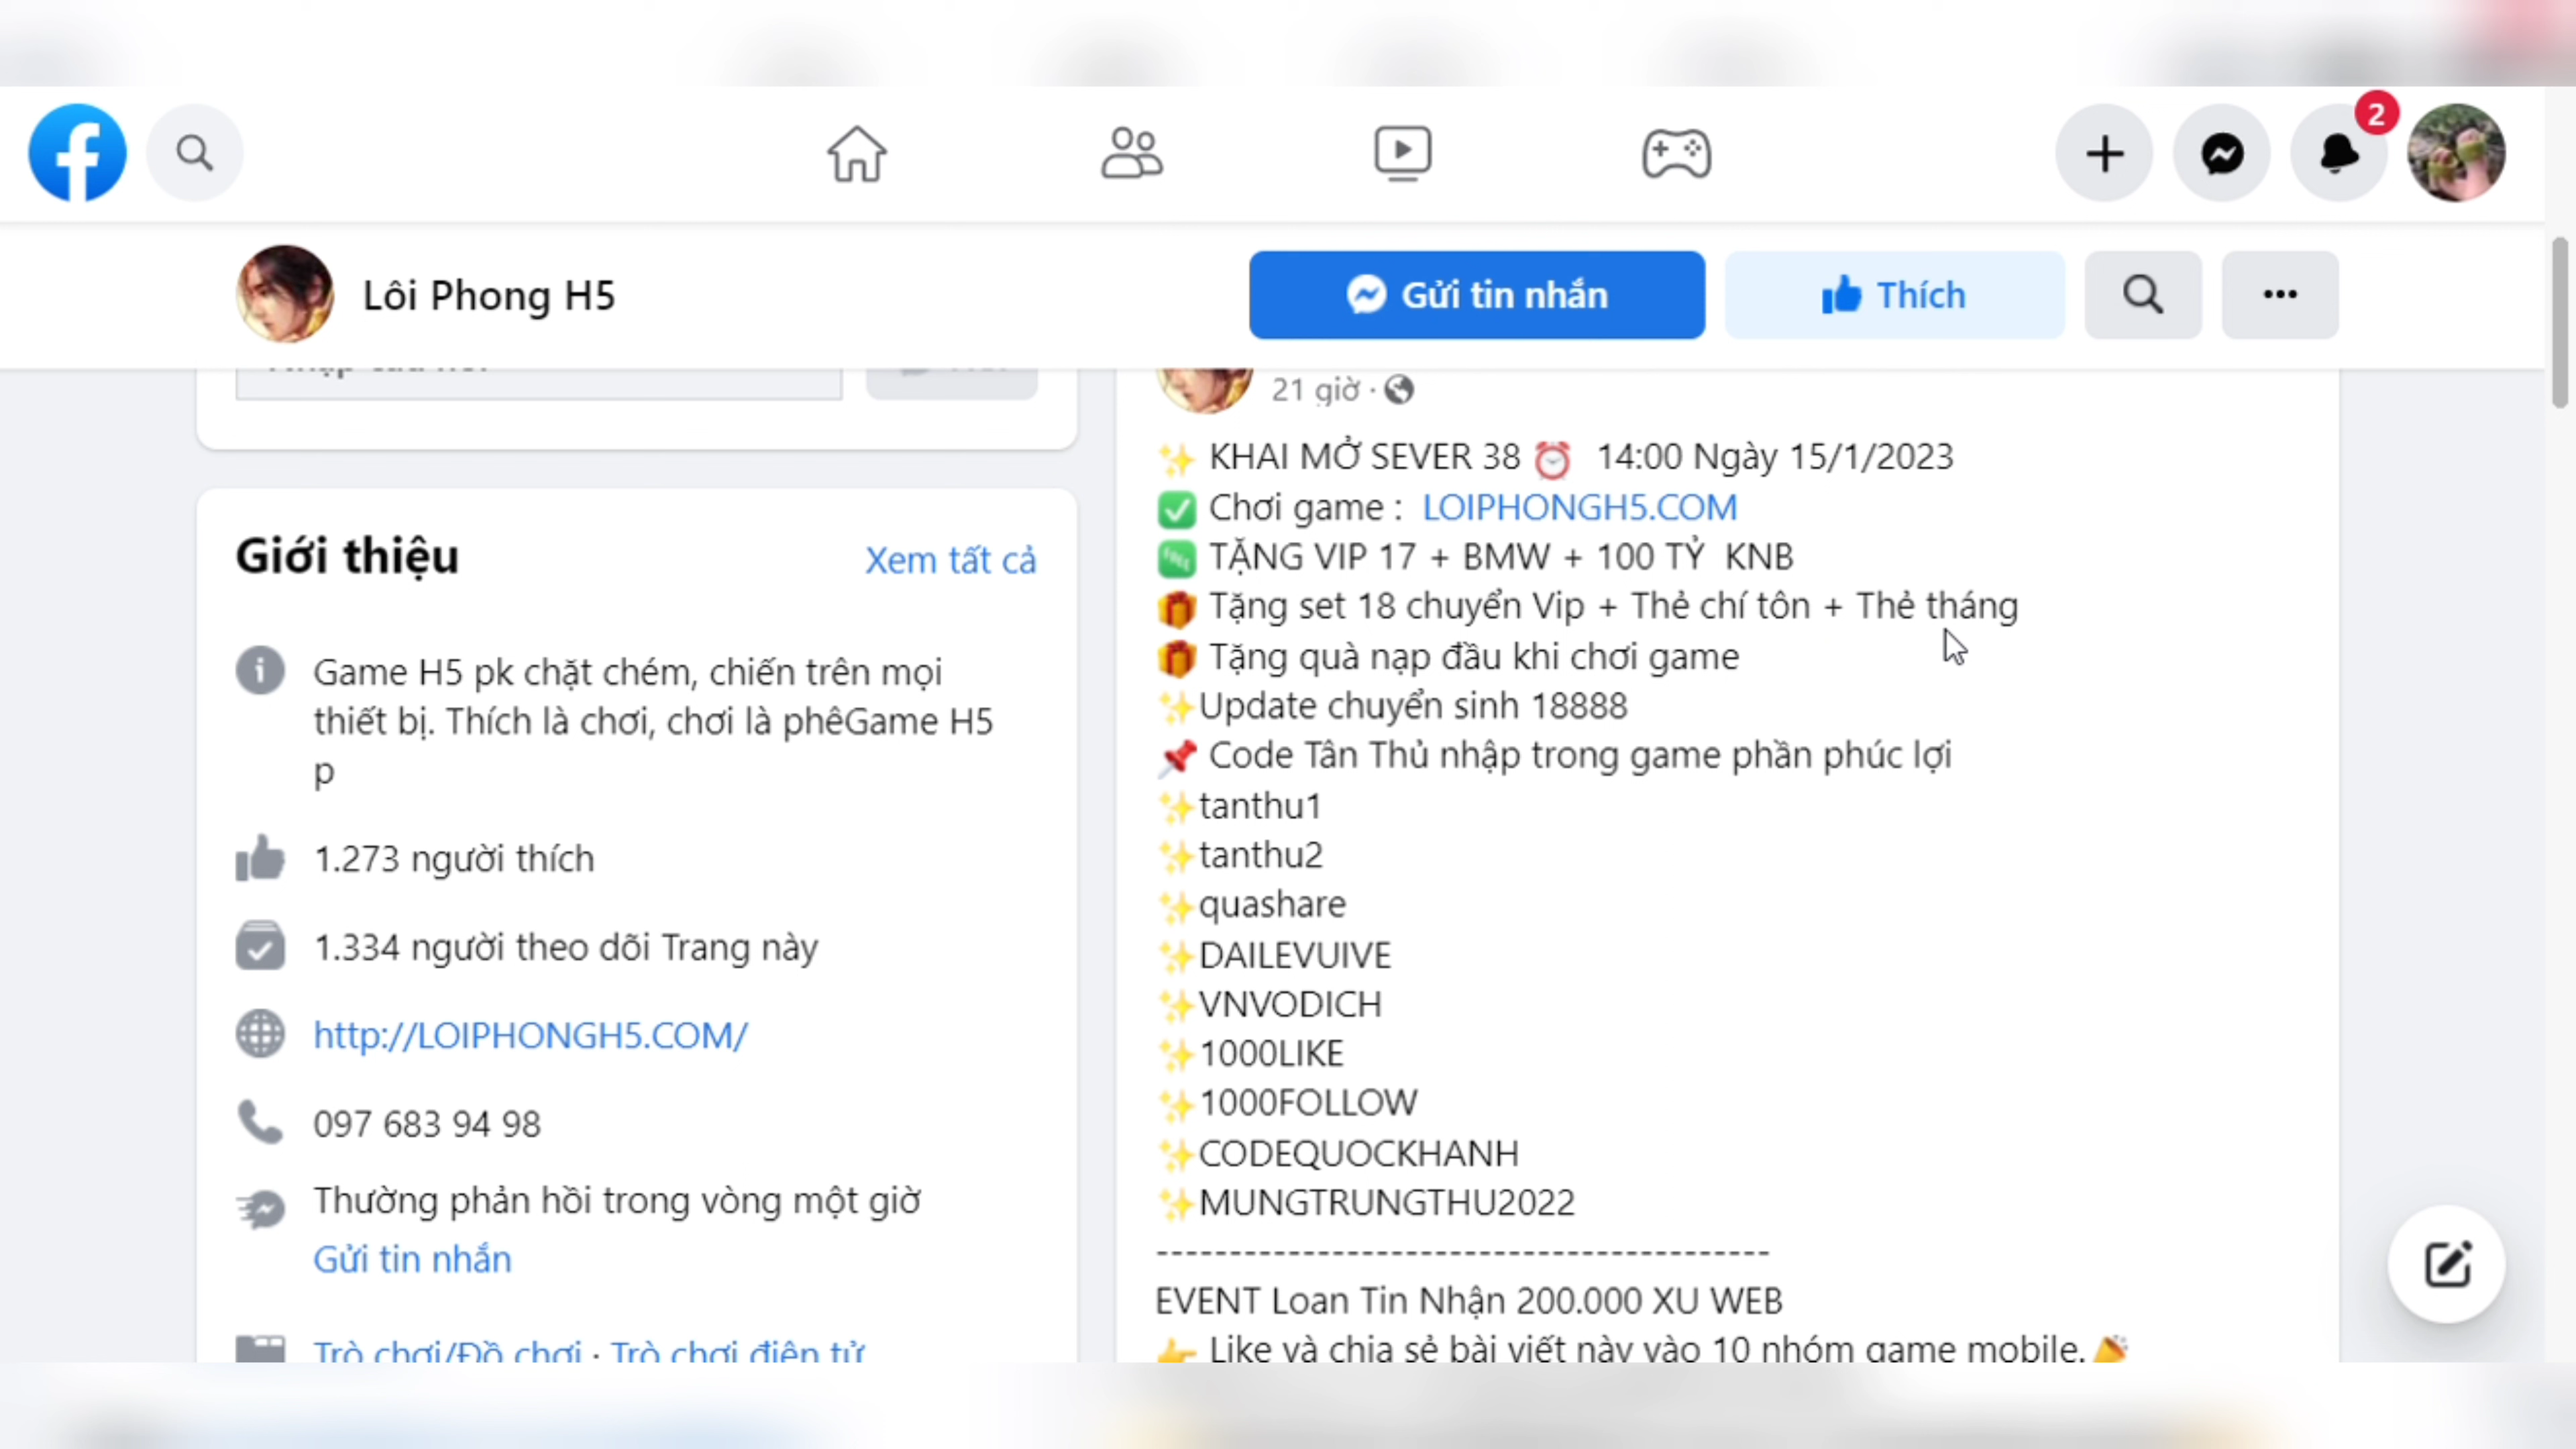 2
Lôi Phong H5
Gửi tin nhắn
Thích
Giới thiệu
Xem tất cả
Game H5 pk chặt chém, chiến trên mọi
thiết bị. Thích là chơi, chơi là phêGame H5
p
1.273 người thích
1.334 người theo dõi Trang này
http://LOIPHONGH5.COM/
097 683 94 98
Thường phản hồi trong vòng một giờ
Gửi tin nhắn
Trò chơi/Đồ chơi · Trò chơi điện tử
21 giờ ·
✨ KHAI MỞ SEVER 38 ⏰ 14:00 Ngày 15/1/2023
✅ Chơi game : LOIPHONGH5.COM
🆓 TẶNG VIP 17 + BMW + 100 TỶ KNB
🎁 Tặng set 18 chuyển Vip + Thẻ chí tôn + Thẻ tháng
🎁 Tặng quà nạp đầu khi chơi game
✨Update chuyển sinh 18888
📌 Code Tân Thủ nhập trong game phần phúc lợi
✨tanthu1
✨tanthu2
✨quashare
✨DAILEVUIVE
✨VNVODICH
✨1000LIKE
✨1000FOLLOW
✨CODEQUOCKHANH
✨MUNGTRUNGTHU2022
------------------------------------------
EVENT Loan Tin Nhận 200.000 XU WEB
👉 Like và chia sẻ bài viết này vào 10 nhóm game mobile. 🎉